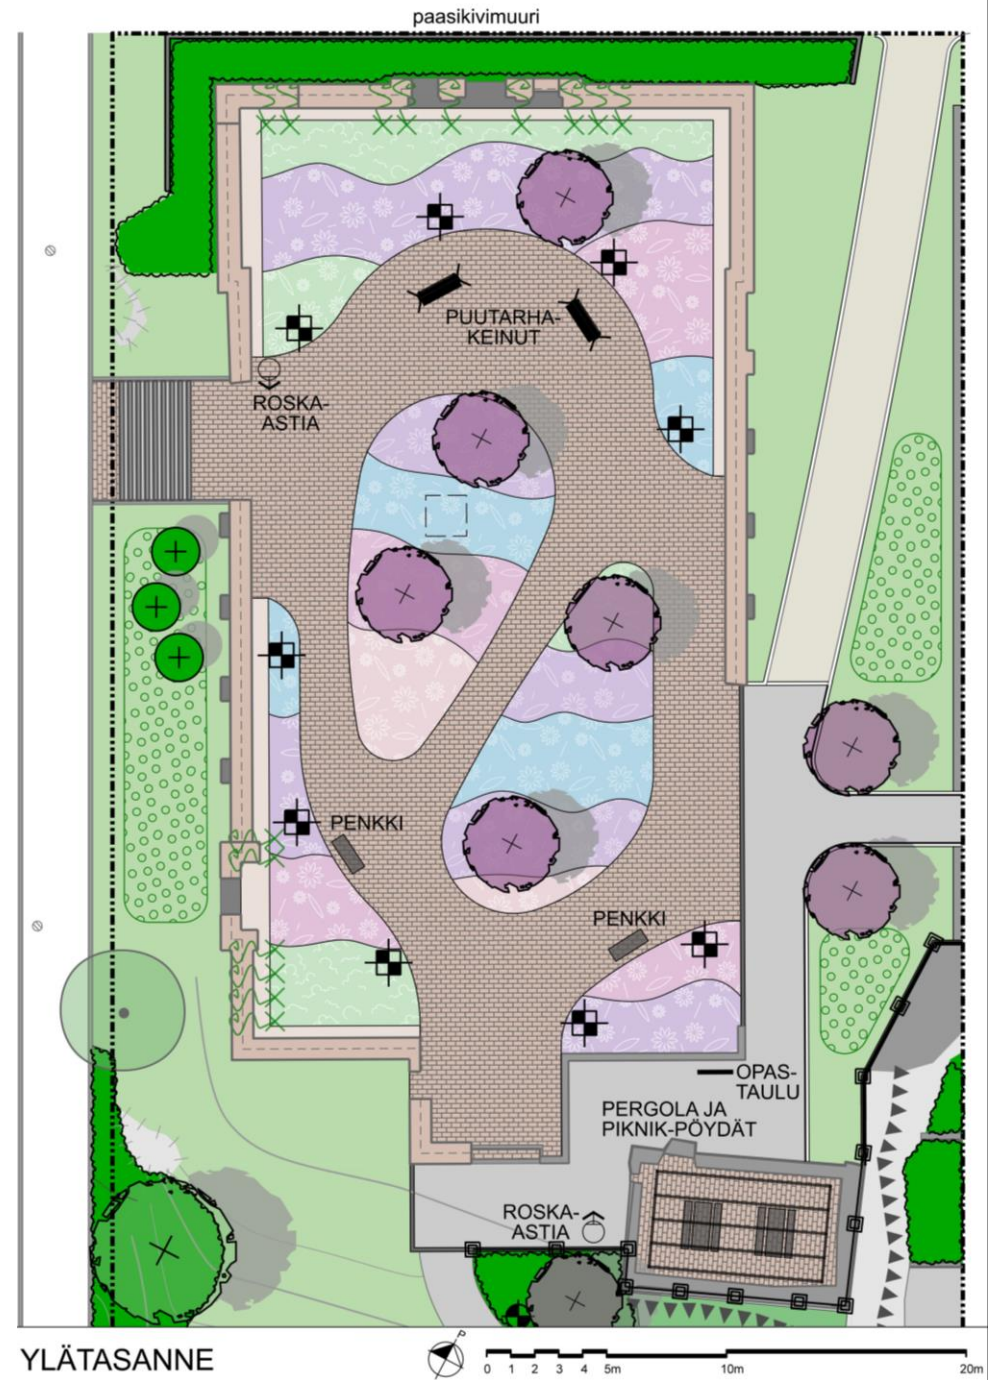 paasikivimuuri
PUUTARHA-
KEINUT
ROSKA-
ASTIA
PENKKI
PENKKI
OPAS-
TAULU
PERGOLA JA
PIKNIK-PÖYDÄT
ROSKA-
ASTIA
YLÄTASANNE
P
0 1 2 3 4 5m 10m 20m